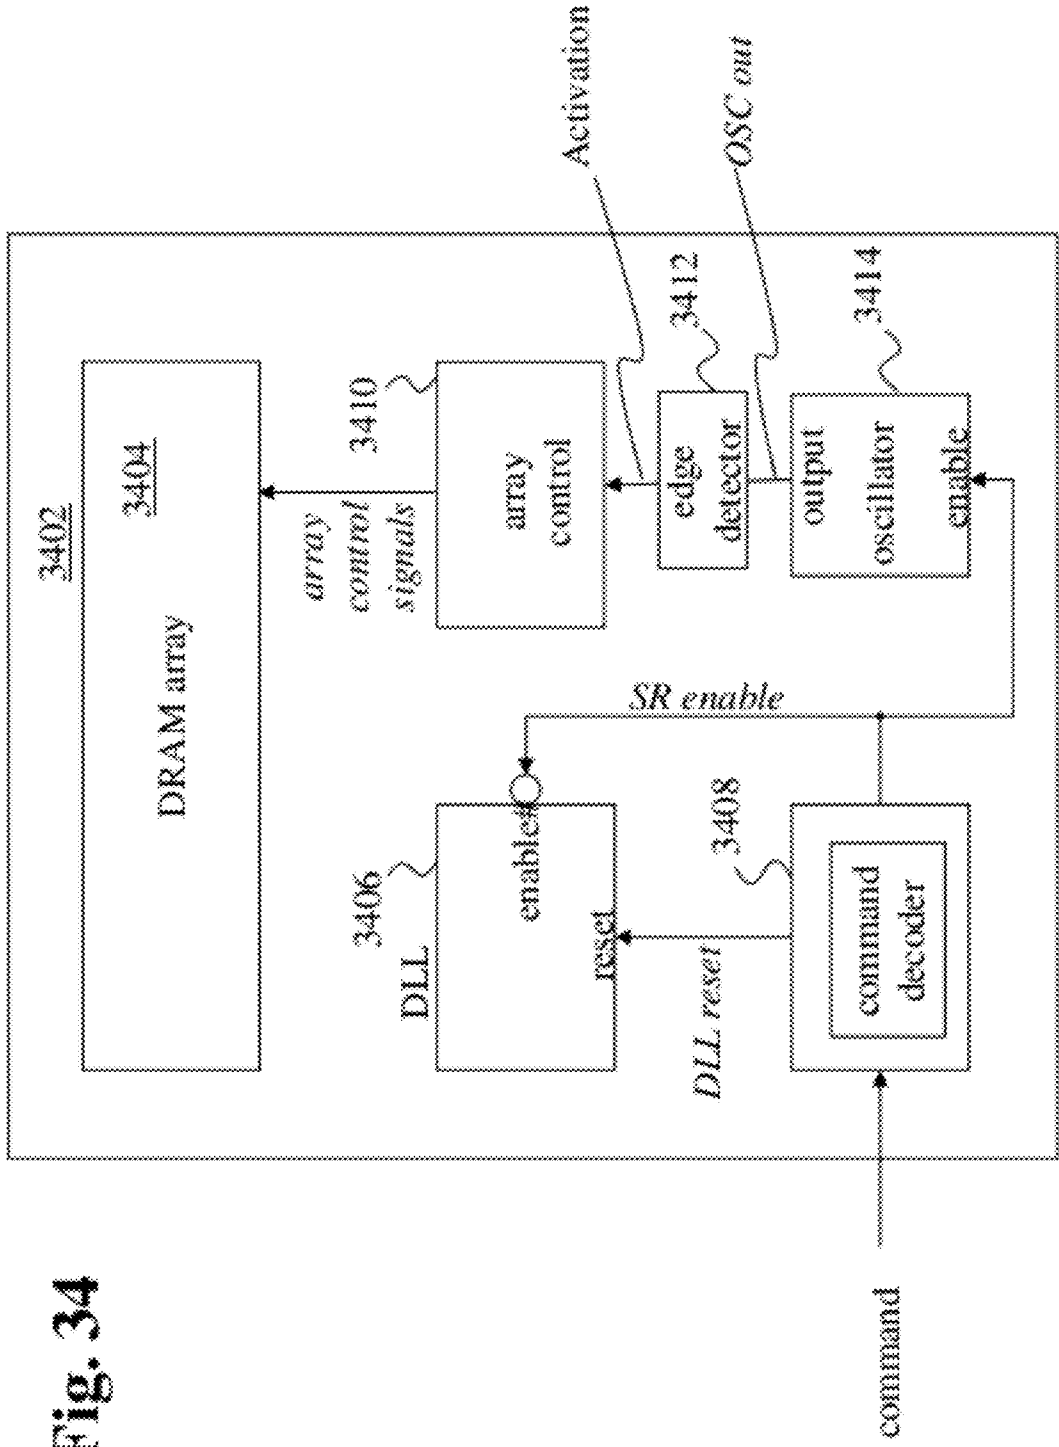 Fig. 34
3402
3404
DRAM array
array
control
signals
3406
DLL
enable#
reset
3410
array
control
Activation
SR enable
edge
detector
3412
DLL reset
OSC out
3408
command
decoder
output
oscillator
enable
3414
command